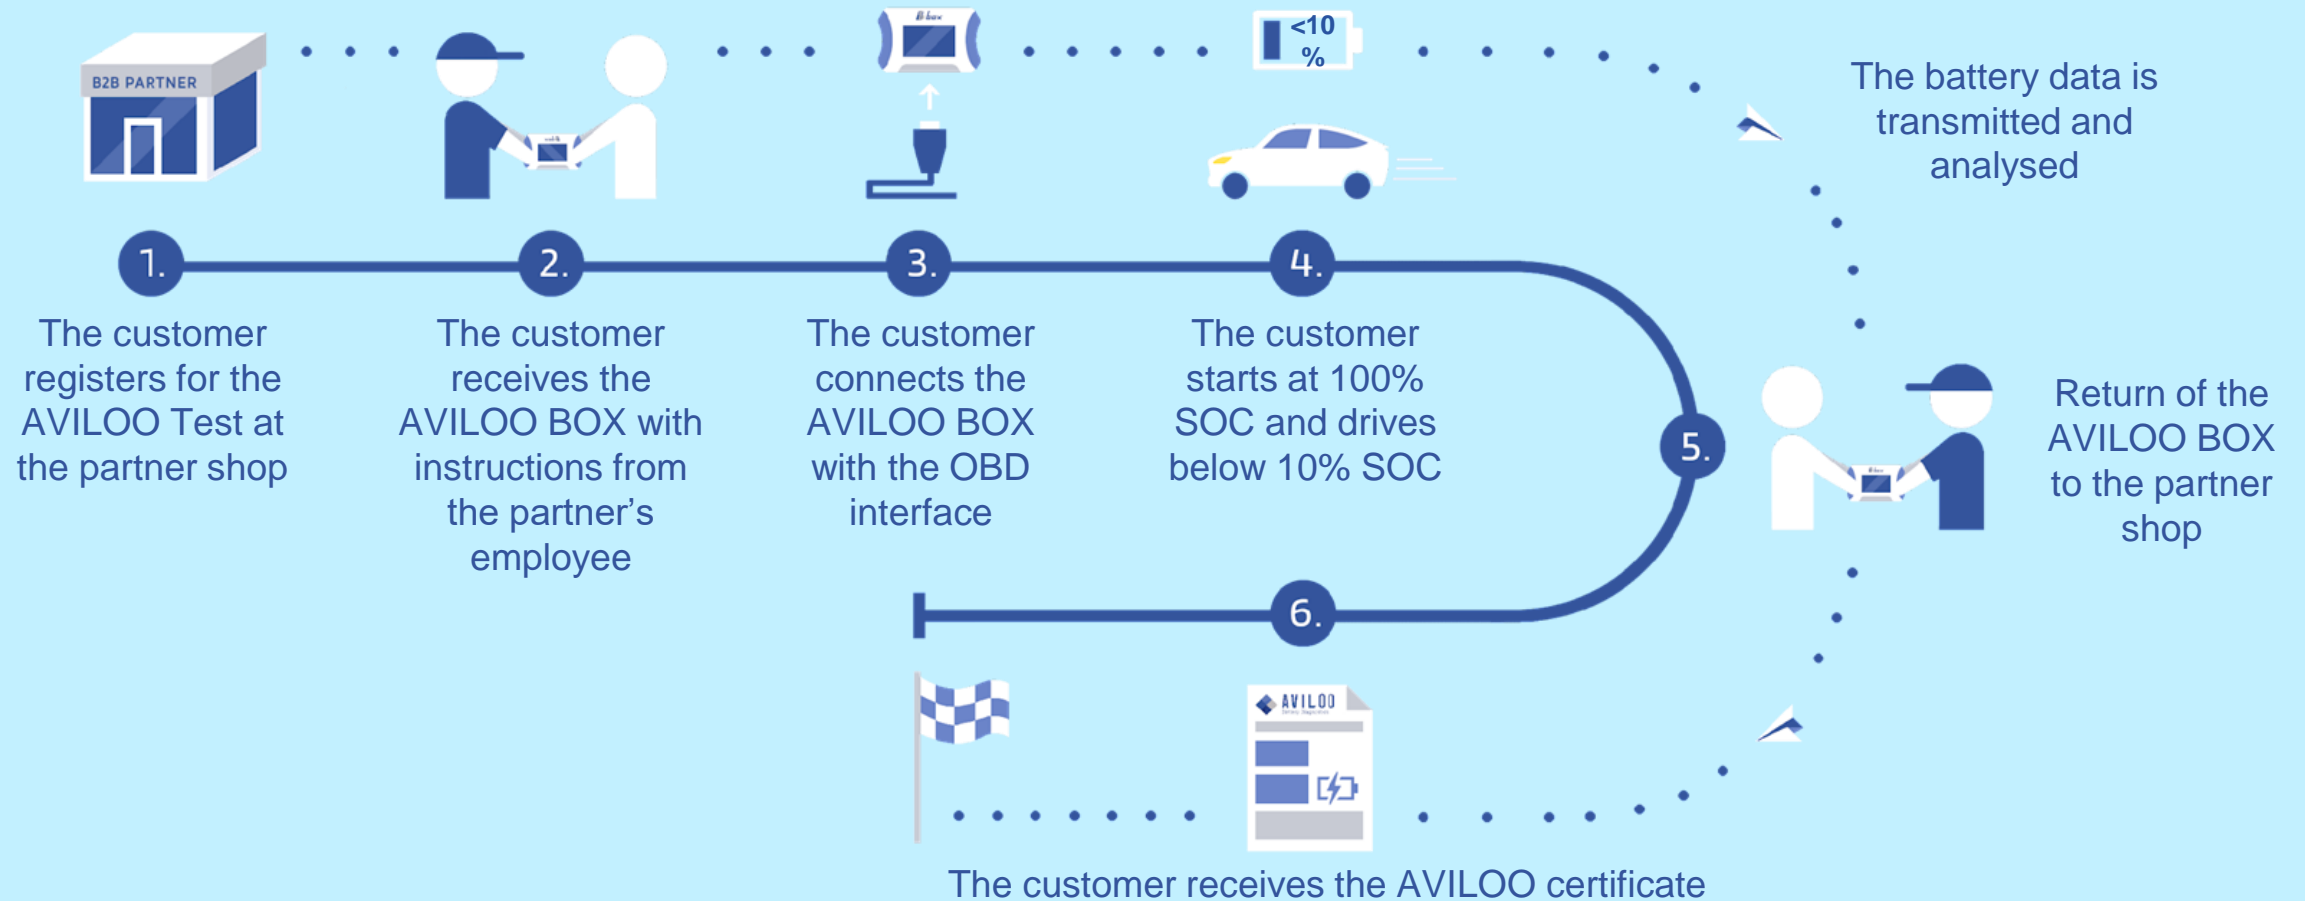 B2B PARTNER
B-box
<10
%
The battery data is
transmitted and
analysed
1.
2.
3.
4.
The customer
registers for the
AVILOO Test at
the partner shop
The customer
receives the
AVILOO BOX with
instructions from
the partner’s
employee
The customer
connects the
AVILOO BOX
with the OBD
interface
The customer
starts at 100%
SOC and drives
below 10% SOC
5.
Return of the
AVILOO BOX
to the partner
shop
6.
AVILOO
The customer receives the AVILOO certificate